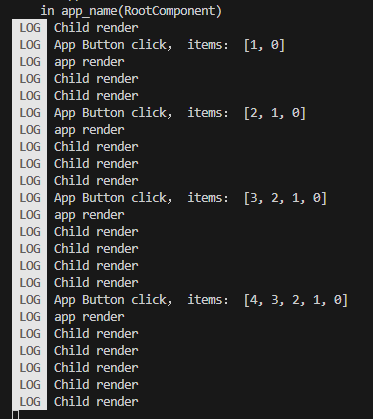 in app_name(RootComponent)
LOG Child render
LOG App Button click, items: [1, 0]
LOG app render
LOG Child render
LOG Child render
LOG App Button click, items: [2, 1, 0]
LOG app render
LOG Child render
LOG Child render
LOG Child render
LOG App Button click, items: [3, 2, 1, 0]
LOG app render
LOG Child render
LOG Child render
LOG Child render
LOG Child render
LOG App Button click, items: [4, 3, 2, 1, 0]
LOG app render
LOG Child render
LOG Child render
LOG Child render
LOG Child render
LOG Child render